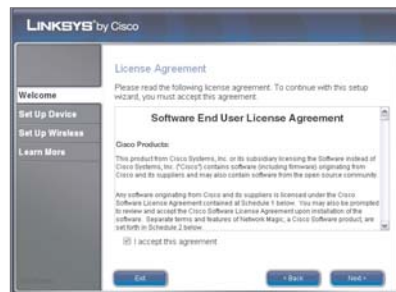 LINKSYS® by Cisco
License Agreement
Please read the following license agreement. To continue with this setup
wizard, you must accept this agreement.
Welcome
Set Up Device
Set Up Wireless
Learn More
Software End User License Agreement
Cisco Products:
This product from Cisco Systems, Inc. or its subsidiary licensing the Software instead of
Cisco Systems, Inc. ("Cisco") contains software (including firmware) originating from
Cisco and its suppliers and may also contain software from the open source community.
Any software originating from Cisco and its suppliers is licensed under the Cisco
Software License Agreement contained at Schedule 1 below. You may also be prompted
to review and accept the Cisco Software License Agreement upon installation of the
software. Separate terms and features of Network Magic, a Cisco Software product, are
set forth in Schedule 2 below.
I accept this agreement
Exit
< Back
Next >